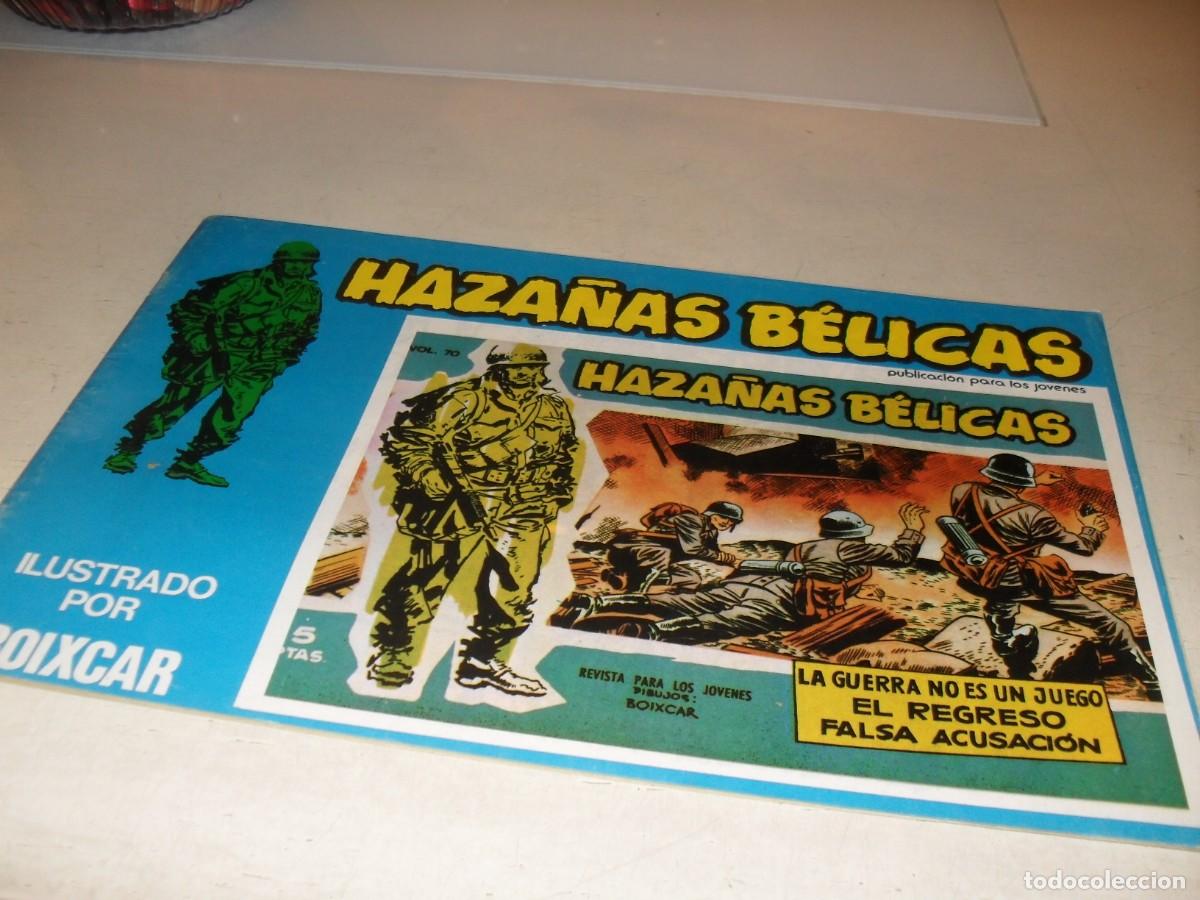 HAZAÑAS BÉLICAS
publicación para los jovenes
VOL. 70
HAZAÑAS BÉLICAS
ILUSTRADO
POR
BOIXCAR
5
PTAS.
REVISTA PARA LOS JOVENES
DIBUJOS:
BOIXCAR
LA GUERRA NO ES UN JUEGO
EL REGRESO
FALSA ACUSACIÓN
todocoleccion